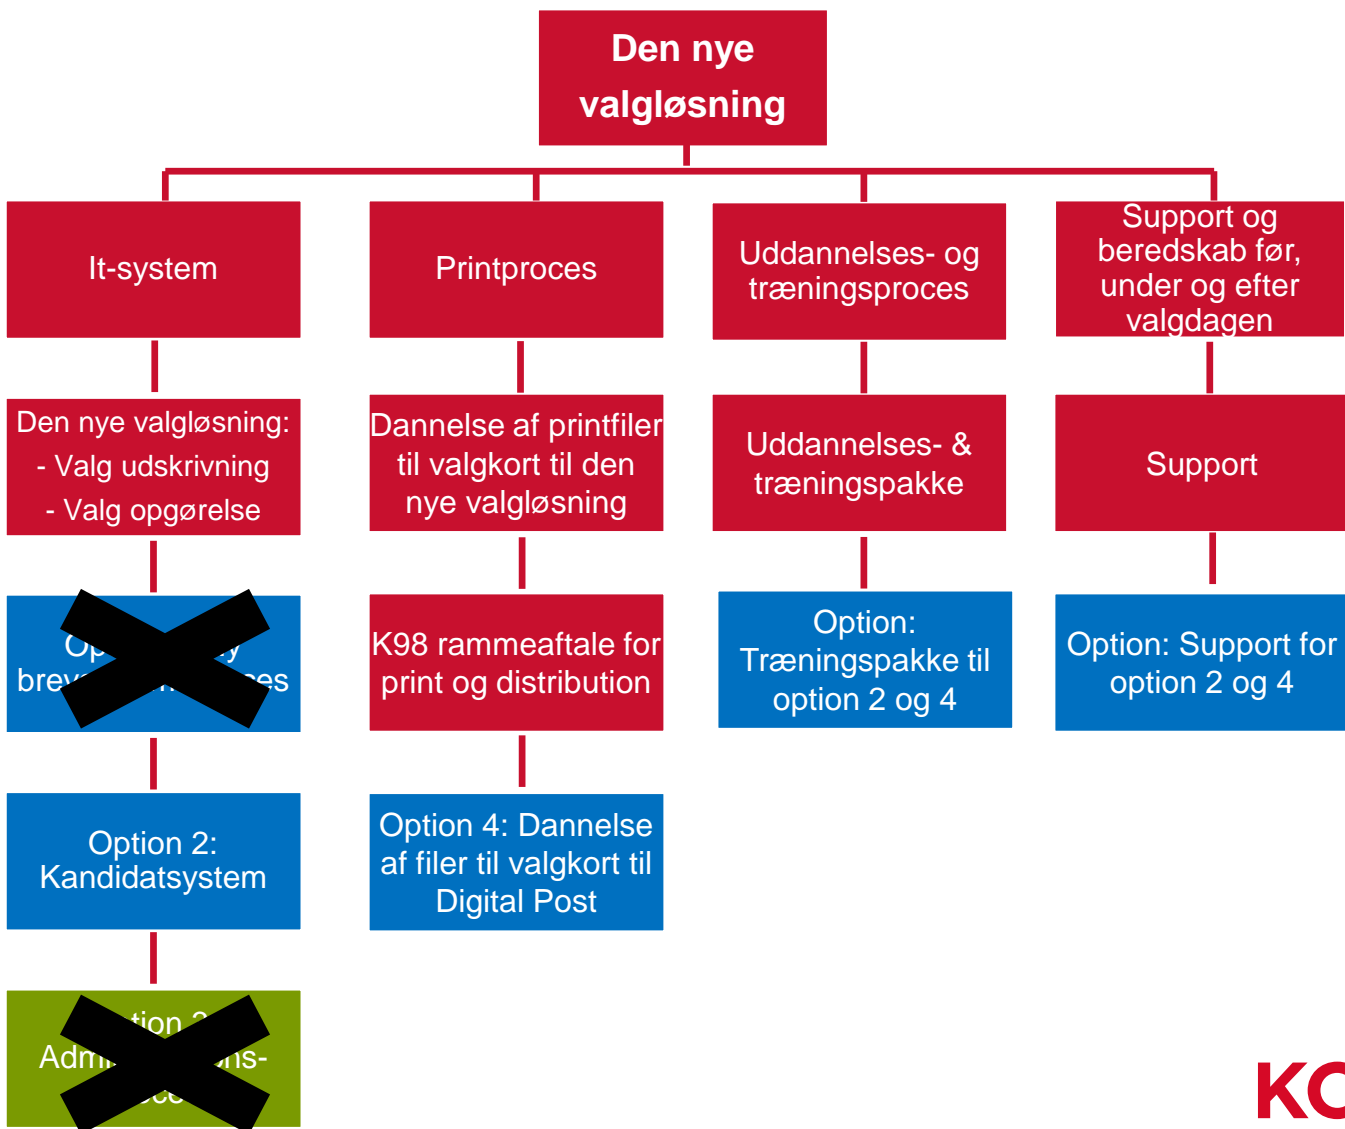 Den nye
valgløsning
It-system
Printproces
Uddannelses- og
træningsproces
Support og
beredskab før,
under og efter
valgdagen
Den nye valgløsning:
- Valg udskrivning
- Valg opgørelse
Dannelse af printfiler
til valgkort til den
nye valgløsning
Uddannelses- &
træningspakke
Support
K98 rammeaftale for
print og distribution
Option:
Træningspakke til
option 2 og 4
Option: Support for
option 2 og 4
Option 2:
Kandidatsystem
Option 4: Dannelse
af filer til valgkort til
Digital Post